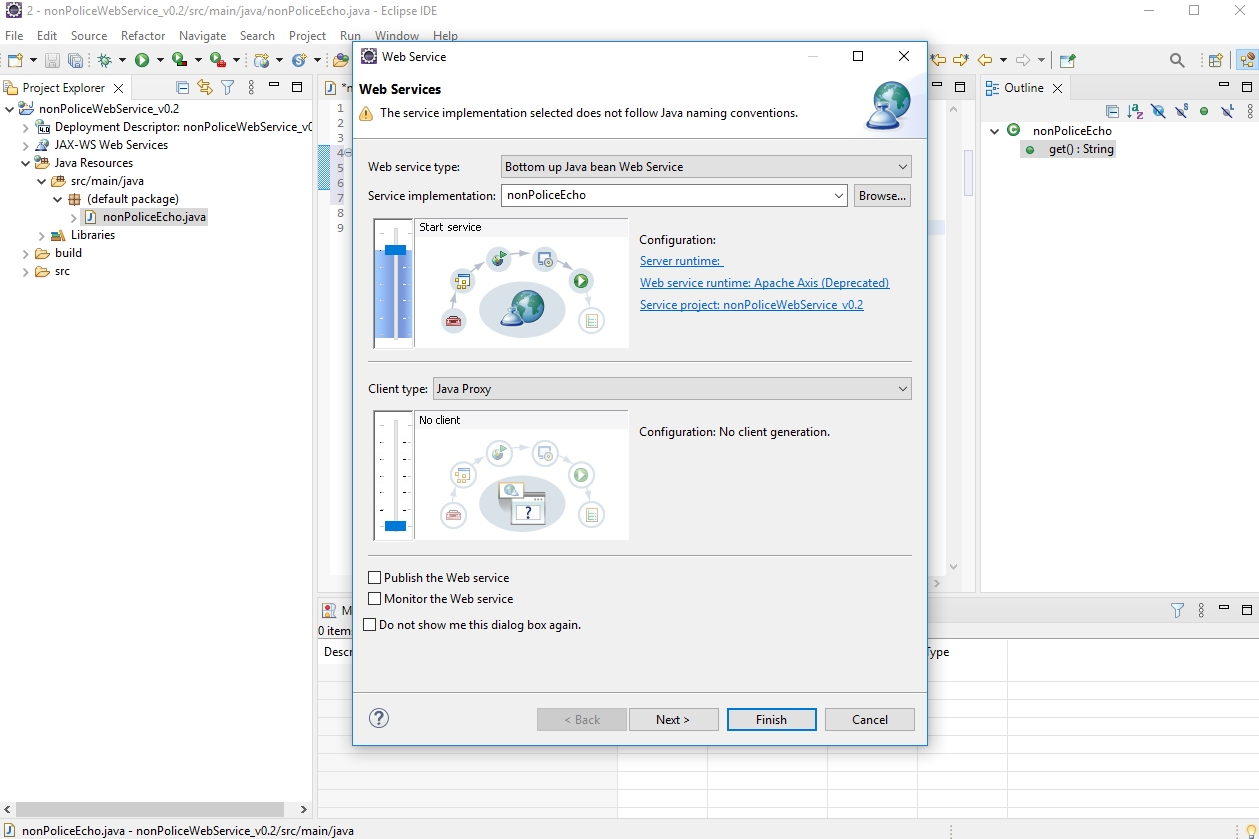 2 - nonPoliceWebService_v0.2/src/main/java/nonPoliceEcho.java - Eclipse IDE
File Edit Source Refactor Navigate Search Project Run Window Help
Project Explorer
nonPoliceWebService_v0.2
Deployment Descriptor: nonPoliceWebService_v0
JAX-WS Web Services
Java Resources
src/main/java
(default package)
nonPoliceEcho.java
Libraries
build
src
1
2
3
4
5
6
7
8
9
Web Service
Web Services
The service implementation selected does not follow Java naming conventions.
Web service type: Bottom up Java bean Web Service
Service implementation: nonPoliceEcho Browse...
Start service
Configuration:
Server runtime:
Web service runtime: Apache Axis (Deprecated)
Service project: nonPoliceWebService_v0.2
Client type: Java Proxy
No client
Configuration: No client generation.
Publish the Web service
Monitor the Web service
Do not show me this dialog box again.
< Back Next > Finish Cancel
Outline
nonPoliceEcho
get() : String
0 item
Descr
Type
nonPoliceEcho.java - nonPoliceWebService_v0.2/src/main/java